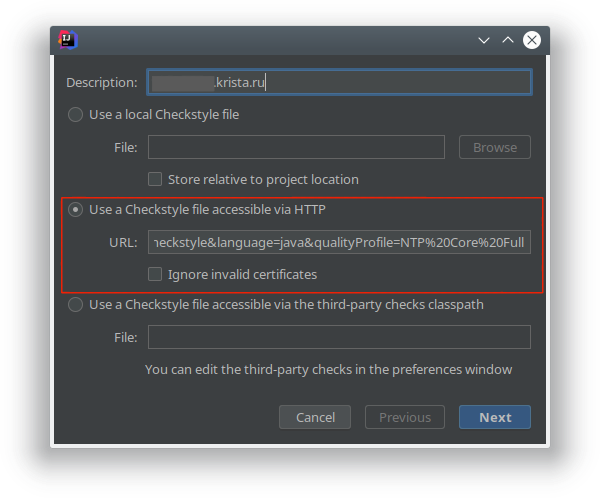 IJ
Description: .krista.ru
Use a local Checkstyle file
File: Browse
Store relative to project location
Use a Checkstyle file accessible via HTTP
URL: heckstyle&language=java&qualityProfile=NTP%20Core%20Full
Ignore invalid certificates
Use a Checkstyle file accessible via the third-party checks classpath
File:
You can edit the third-party checks in the preferences window
Cancel Previous Next